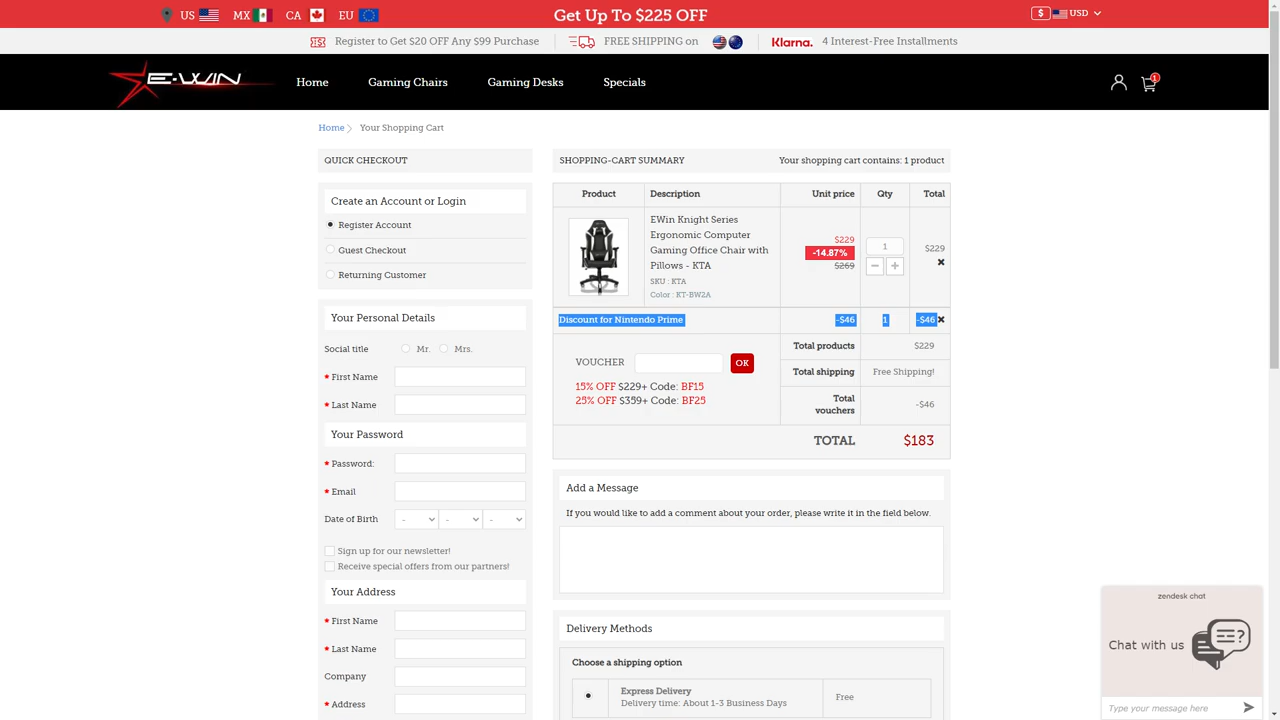 US MX CA EU
Get Up To $225 OFF
$ USD
Register to Get $20 OFF Any $99 Purchase
FREE SHIPPING on
Klarna. 4 Interest-Free Installments
E-WIN
Home Gaming Chairs Gaming Desks Specials
1
Home Your Shopping Cart
QUICK CHECKOUT
Create an Account or Login
Register Account
Guest Checkout
Returning Customer
Your Personal Details
Social title Mr. Mrs.
* First Name
* Last Name
Your Password
* Password:
* Email
Date of Birth - - -
Sign up for our newsletter!
Receive special offers from our partners!
Your Address
* First Name
* Last Name
Company
* Address
SHOPPING-CART SUMMARY Your shopping cart contains: 1 product
Product Description Unit price Qty Total
EWin Knight Series
Ergonomic Computer
Gaming Office Chair with
Pillows - KTA
SKU : KTA
Color : KT-BW2A
$229
-14.87%
$269
1
$229
Discount for Nintendo Prime -$46 1 -$46
VOUCHER OK
15% OFF $229+ Code: BF15
25% OFF $359+ Code: BF25
Total products $229
Total shipping Free Shipping!
Total
vouchers -$46
TOTAL $183
Add a Message
If you would like to add a comment about your order, please write it in the field below.
Delivery Methods
Choose a shipping option
Express Delivery
Delivery time: About 1-3 Business Days
Free
zendesk chat
Chat with us
Type your message here